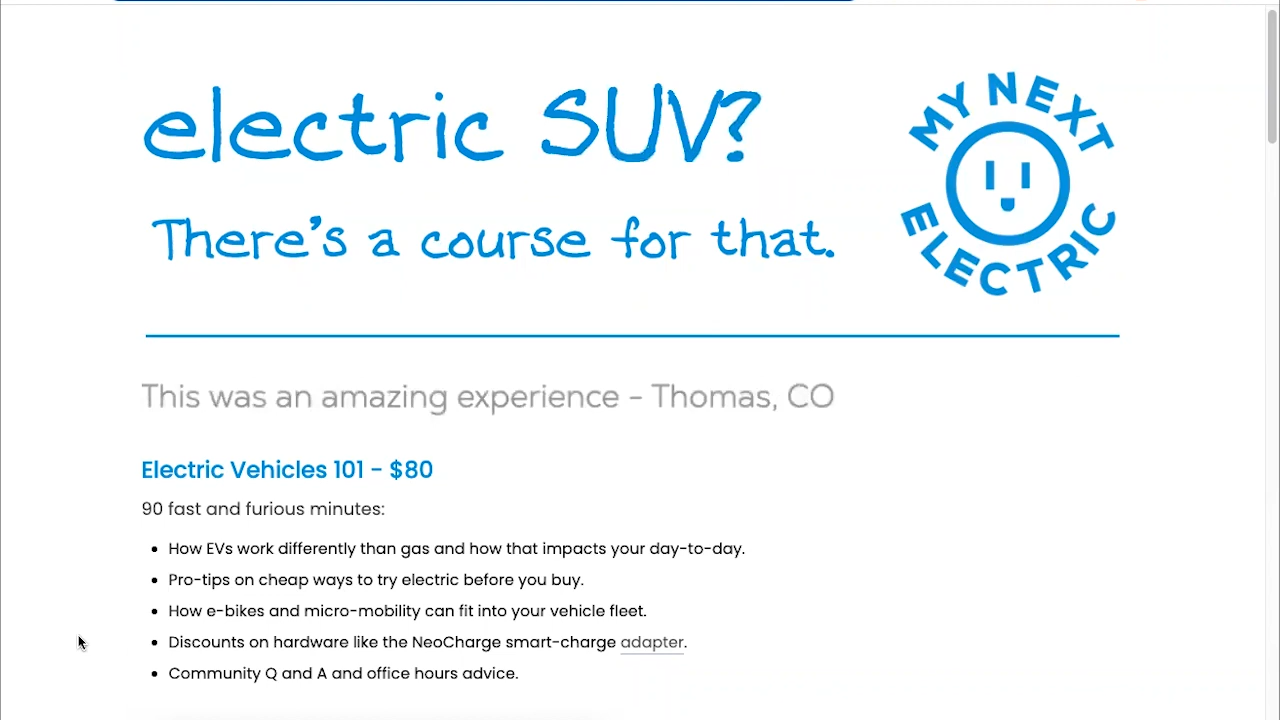 electric SUV?
There's a course for that.
MY NEXT
ELECTRIC
This was an amazing experience - Thomas, CO
Electric Vehicles 101 - $80
90 fast and furious minutes:
• How EVs work differently than gas and how that impacts your day-to-day.
• Pro-tips on cheap ways to try electric before you buy.
• How e-bikes and micro-mobility can fit into your vehicle fleet.
• Discounts on hardware like the NeoCharge smart-charge adapter.
• Community Q and A and office hours advice.